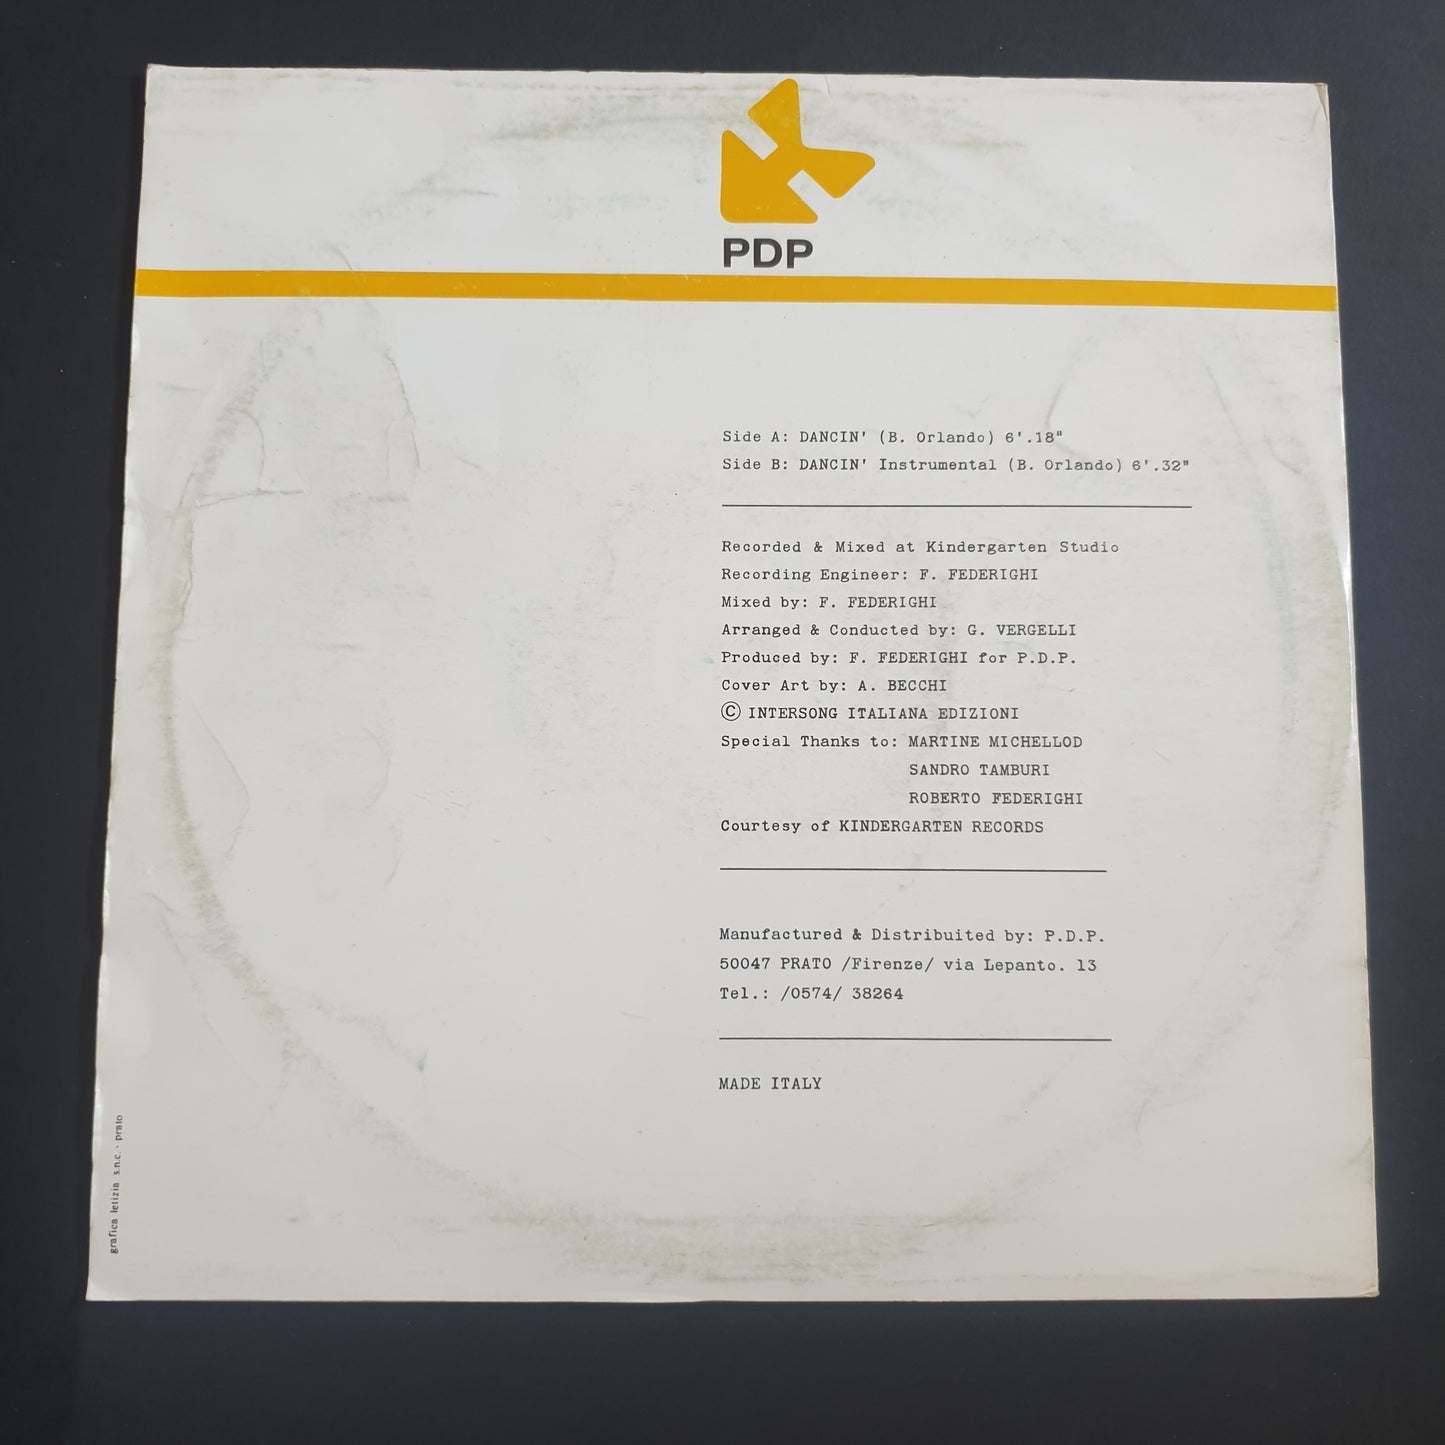 PDP
Side A: DANCIN' (B. Orlando) 6'.18"
Side B: DANCIN' Instrumental (B. Orlando) 6'.32"
Recorded & Mixed at Kindergarten Studio
Recording Engineer: F. FEDERIGHI
Mixed by: F. FEDERIGHI
Arranged & Conducted by: G. VERGELLI
Produced by: F. FEDERIGHI for P.D.P.
Cover Art by: A. BECCHI
© INTERSONG ITALIANA EDIZIONI
Special Thanks to: MARTINE MICHELLOD
SANDRO TAMBURI
ROBERTO FEDERIGHI
Courtesy of KINDERGARTEN RECORDS
Manufactured & Distribuited by: P.D.P.
50047 PRATO /Firenze/ via Lepanto. 13
Tel.: /0574/ 38264
MADE ITALY
grafica letizia s.n.c. · prato